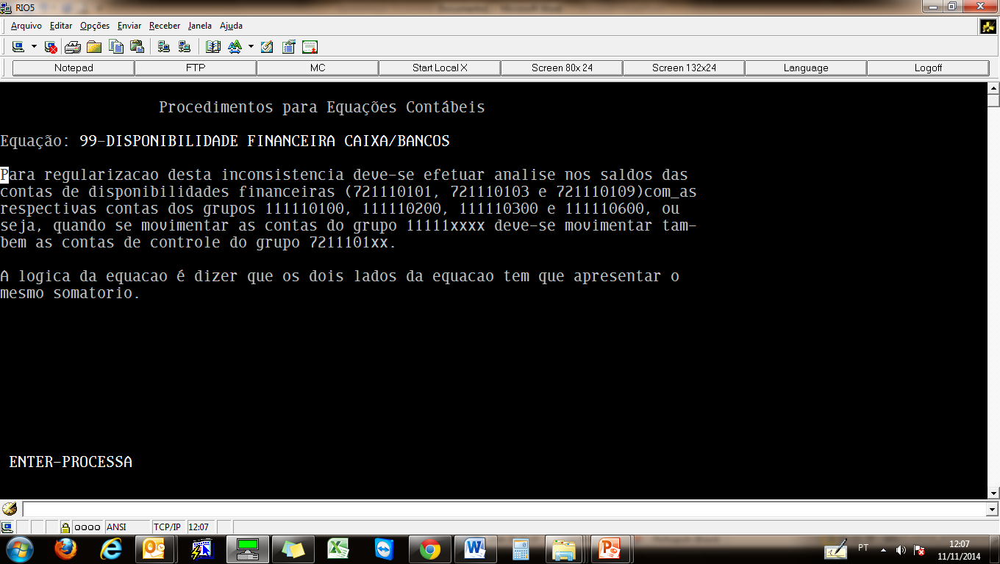 RIO5
Arquivo Editar Opções Enviar Receber Janela Ajuda
Notepad FTP MC Start Local X Screen 80x24 Screen 132x24 Language Logoff
Procedimentos para Equações Contábeis
Equação: 99-DISPONIBILIDADE FINANCEIRA CAIXA/BANCOS
Para regularizacao desta inconsistencia deve-se efetuar analise nos saldos das
contas de disponibilidades financeiras (721110101, 721110103 e 721110109)com_as
respectivas contas dos grupos 111110100, 111110200, 111110300 e 111110600, ou
seja, quando se movimentar as contas do grupo 11111xxxx deve-se movimentar tam-
bem as contas de controle do grupo 7211101xx.
A logica da equacao é dizer que os dois lados da equacao tem que apresentar o
mesmo somatorio.
ENTER-PROCESSA
ANSI TCP/IP 12:07
PT 12:07
11/11/2014